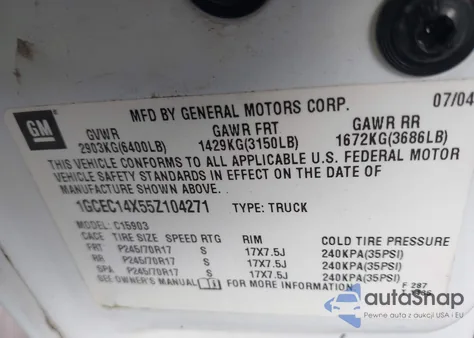 MFD BY GENERAL MOTORS CORP. 07/04
GM
GVWR GAWR FRT GAWR RR
2903KG(6400LB) 1429KG(3150LB) 1672KG(3686LB)
THIS VEHICLE CONFORMS TO ALL APPLICABLE U.S. FEDERAL MOTOR
VEHICLE SAFETY STANDARDS IN EFFECT ON THE DATE OF
MANUFACTURE SHOWN ABOVE.
1GCEC14X55Z104271 TYPE: TRUCK
MODEL: C15903
CAZE TIRE SIZE SPEED RTG RIM COLD TIRE PRESSURE
FRT P245/70R17 S 17X7.5J 240KPA(35PSI)
RR P245/70R17 S 17X7.5J 240KPA(35PSI)
SPA P245/70R17 S 17X7.5J 240KPA(35PSI)
SEE OWNER'S MANUAL FOR MORE INFORMATION
F 287
autoSnap
Pewne auta z aukcji USA i EU